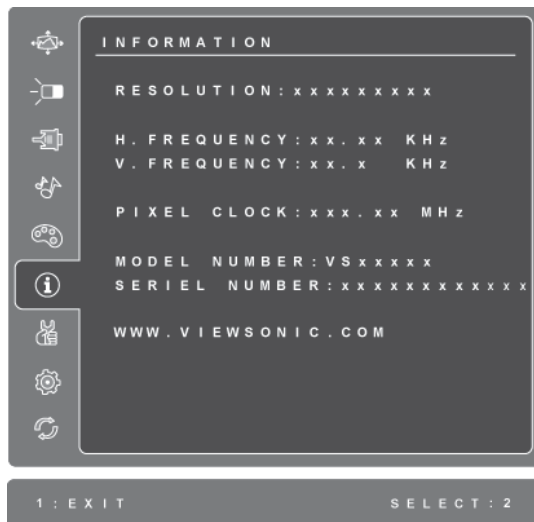 INFORMATION
RESOLUTION:xxxxxxxxx
H. FREQUENCY:xx.xx KHz
V. FREQUENCY:xx.x KHz
PIXEL CLOCK:xxx.xx MHz
MODEL NUMBER:VSxxxxx
SERIEL NUMBER:xxxxxxxxxxxx
WWW.VIEWSONIC.COM
1:EXIT SELECT:2